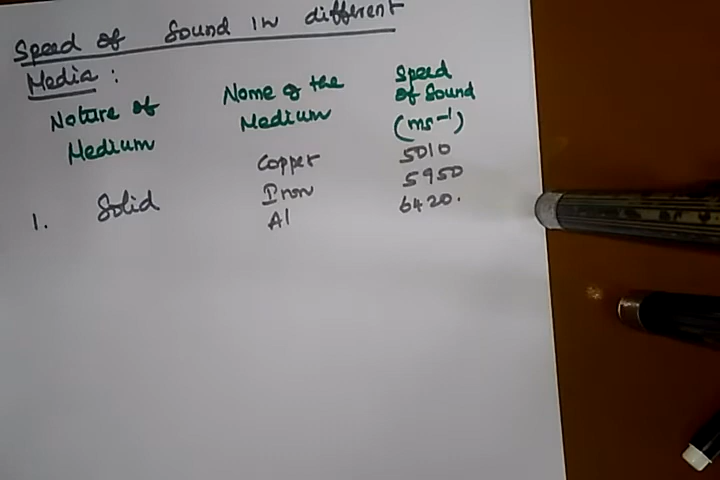 Speed of Sound in different
Media :
Nature of Medium
Name of the Medium
Speed of Sound (ms⁻¹)
1. Solid
Copper 5010
Iron 5950
Al 6420.